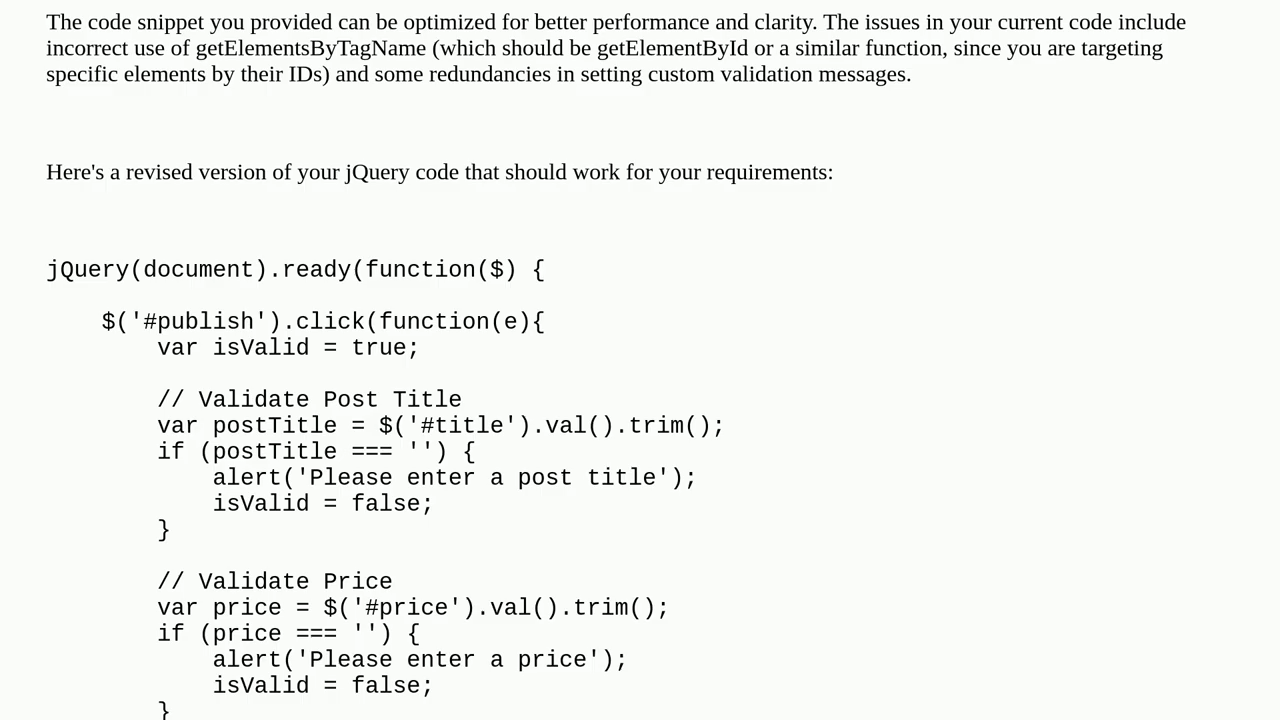 The code snippet you provided can be optimized for better performance and clarity. The issues in your current code include
incorrect use of getElementsByTagName (which should be getElementById or a similar function, since you are targeting
specific elements by their IDs) and some redundancies in setting custom validation messages.
Here's a revised version of your jQuery code that should work for your requirements:
jQuery(document).ready(function($) {
    $('#publish').click(function(e){
        var isValid = true;
        // Validate Post Title
        var postTitle = $('#title').val().trim();
        if (postTitle === '') {
            alert('Please enter a post title');
            isValid = false;
        }
        // Validate Price
        var price = $('#price').val().trim();
        if (price === '') {
            alert('Please enter a price');
            isValid = false;
        }